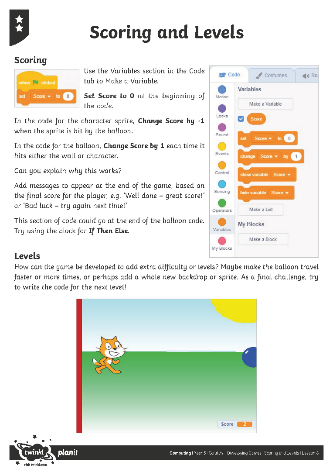 Scoring and Levels
Scoring
when clicked
set Score to 0
Use the Variables section in the Code
tab to Make a Variable.
Set Score to 0 at the beginning of
the code.
In the code for the character sprite, Change Score by -1
when the sprite is hit by the balloon.
In the code for the balloon, Change Score by 1 each time it
hits either the wall or character.
Can you explain why this works?
Add messages to appear at the end of the game, based on
the final score for the player, e.g. 'Well done – great score!'
or 'Bad luck – try again next time!'
This section of code could go at the end of the balloon code.
Try using the block for If Then Else.
Code
Costumes
Motion
Looks
Sound
Events
Control
Sensing
Operators
Variables
My Blocks
Variables
Make a Variable
Score
set Score to 0
change Score by 1
show variable Score
hide variable Score
Make a List
My Blocks
Make a Block
Levels
How can the game be developed to add extra difficulty or levels? Maybe make the balloon travel
faster or more times, or perhaps add a whole new backdrop or sprite. As a final challenge, try
to write the code for the next level!
Score 2
twinkl
planit
Computing
Scoring and Levels